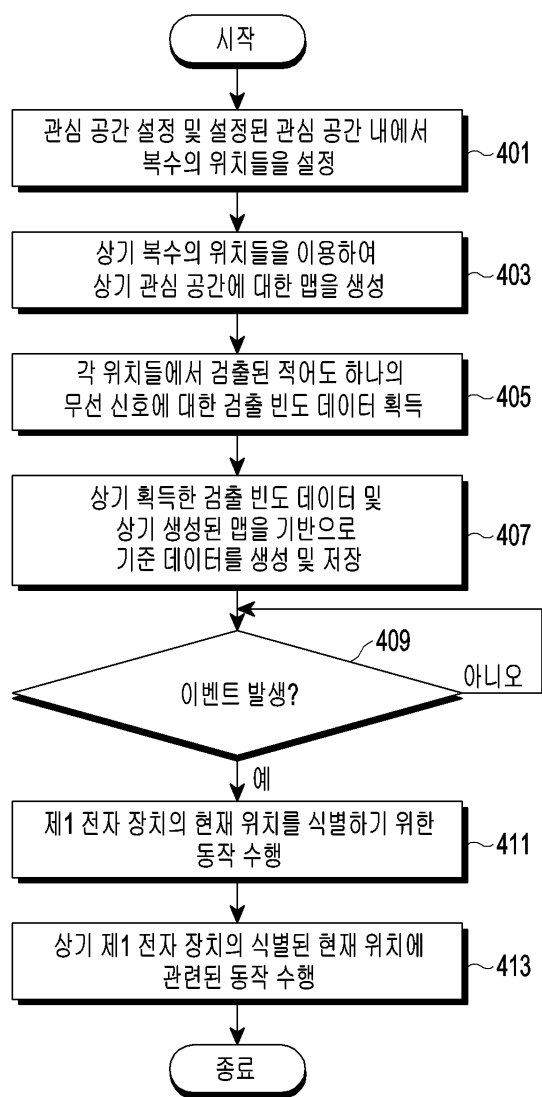 시작
관심 공간 설정 및 설정된 관심 공간 내에서
복수의 위치들을 설정
401
상기 복수의 위치들을 이용하여
상기 관심 공간에 대한 맵을 생성
403
각 위치들에서 검출된 적어도 하나의
무선 신호에 대한 검출 빈도 데이터 획득
405
상기 획득한 검출 빈도 데이터 및
상기 생성된 맵을 기반으로
기준 데이터를 생성 및 저장
407
409
이벤트 발생?
아니오
예
제1 전자 장치의 현재 위치를 식별하기 위한
동작 수행
411
상기 제1 전자 장치의 식별된 현재 위치에
관련된 동작 수행
413
종료